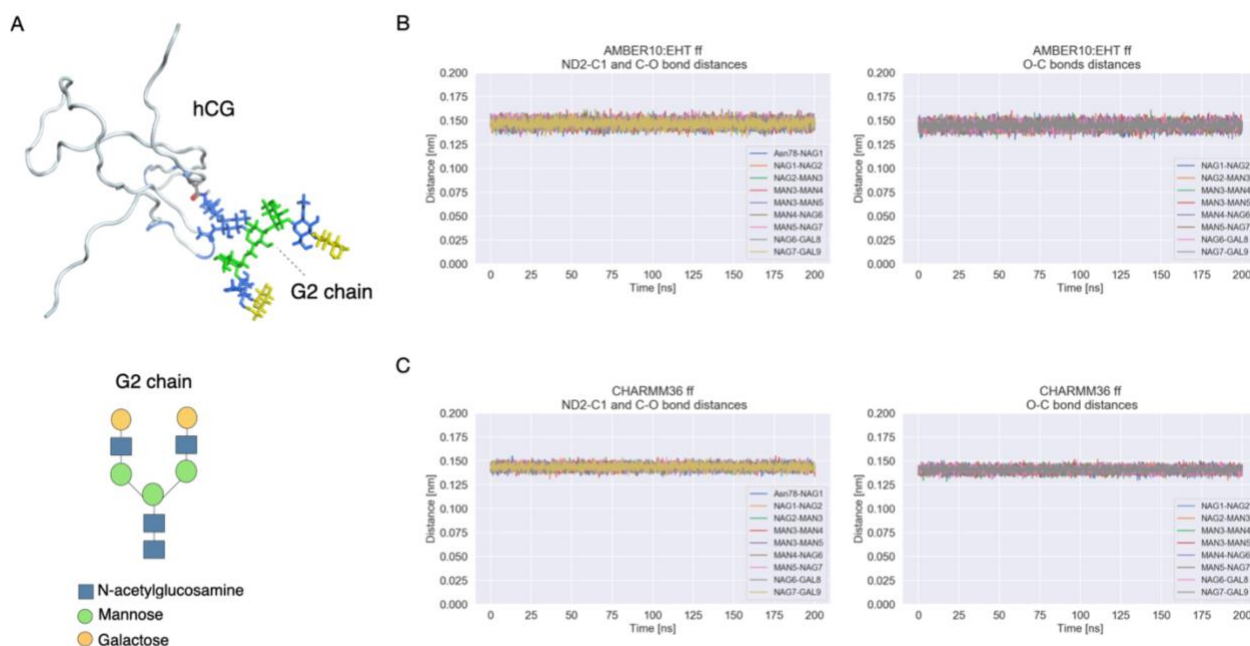 A
hCG
G2 chain
G2 chain
N-acetylglucosamine
Mannose
Galactose
B
AMBER10:EHT ff
ND2-C1 and C-O bond distances
Distance [nm]
0.200
0.175
0.150
0.125
0.100
0.075
0.050
0.025
0.000
Asn78-NAG1
NAG1-NAG2
NAG2-MAN3
MAN3-MAN4
MAN3-MAN5
MAN4-NAG6
MAN5-NAG7
NAG6-GAL8
NAG7-GAL9
0 25 50 75 100 125 150 175 200
Time [ns]
AMBER10:EHT ff
O-C bonds distances
Distance [nm]
0.200
0.175
0.150
0.125
0.100
0.075
0.050
0.025
0.000
NAG1-NAG2
NAG2-MAN3
MAN3-MAN4
MAN3-MAN5
MAN4-NAG6
MAN5-NAG7
NAG6-GAL8
NAG7-GAL9
0 25 50 75 100 125 150 175 200
Time [ns]
C
CHARMM36 ff
ND2-C1 and C-O bond distances
Distance [nm]
0.200
0.175
0.150
0.125
0.100
0.075
0.050
0.025
0.000
Asn78-NAG1
NAG1-NAG2
NAG2-MAN3
MAN3-MAN4
MAN3-MAN5
MAN4-NAG6
MAN5-NAG7
NAG6-GAL8
NAG7-GAL9
0 25 50 75 100 125 150 175 200
Time [ns]
CHARMM36 ff
O-C bond distances
Distance [nm]
0.200
0.175
0.150
0.125
0.100
0.075
0.050
0.025
0.000
NAG1-NAG2
NAG2-MAN3
MAN3-MAN4
MAN3-MAN5
MAN4-NAG6
MAN5-NAG7
NAG6-GAL8
NAG7-GAL9
0 25 50 75 100 125 150 175 200
Time [ns]